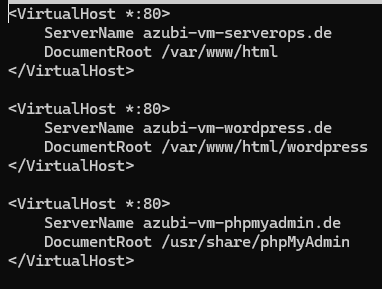 <VirtualHost *:80>
    ServerName azubi-vm-serverops.de
    DocumentRoot /var/www/html
</VirtualHost>

<VirtualHost *:80>
    ServerName azubi-vm-wordpress.de
    DocumentRoot /var/www/html/wordpress
</VirtualHost>

<VirtualHost *:80>
    ServerName azubi-vm-phpmyadmin.de
    DocumentRoot /usr/share/phpMyAdmin
</VirtualHost>